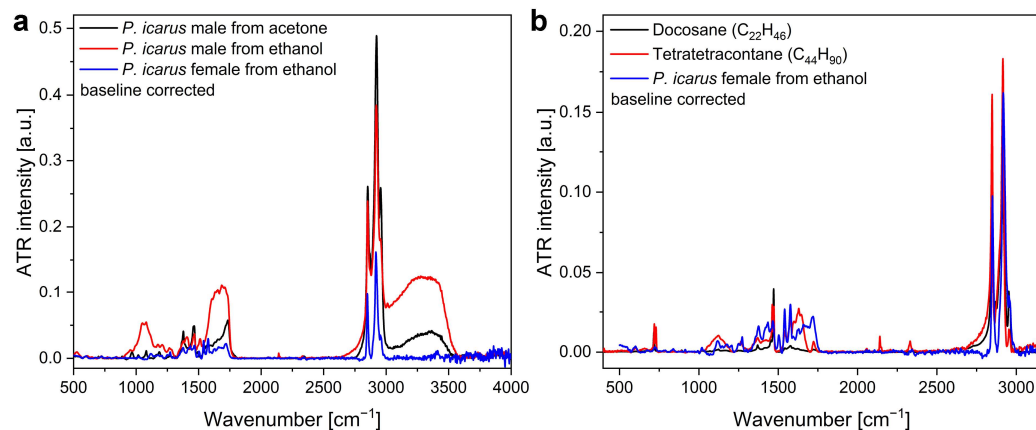 a
P. icarus male from acetone
P. icarus male from ethanol
P. icarus female from ethanol
baseline corrected
ATR intensity [a.u.]
0.5
0.4
0.3
0.2
0.1
0.0
500 1000 1500 2000 2500 3000 3500 4000
Wavenumber [cm⁻¹]
b
Docosane (C₂₂H₄₆)
Tetratetracontane (C₄₄H₉₀)
P. icarus female from ethanol
baseline corrected
ATR intensity [a.u.]
0.20
0.15
0.10
0.05
0.00
500 1000 1500 2000 2500 3000
Wavenumber [cm⁻¹]